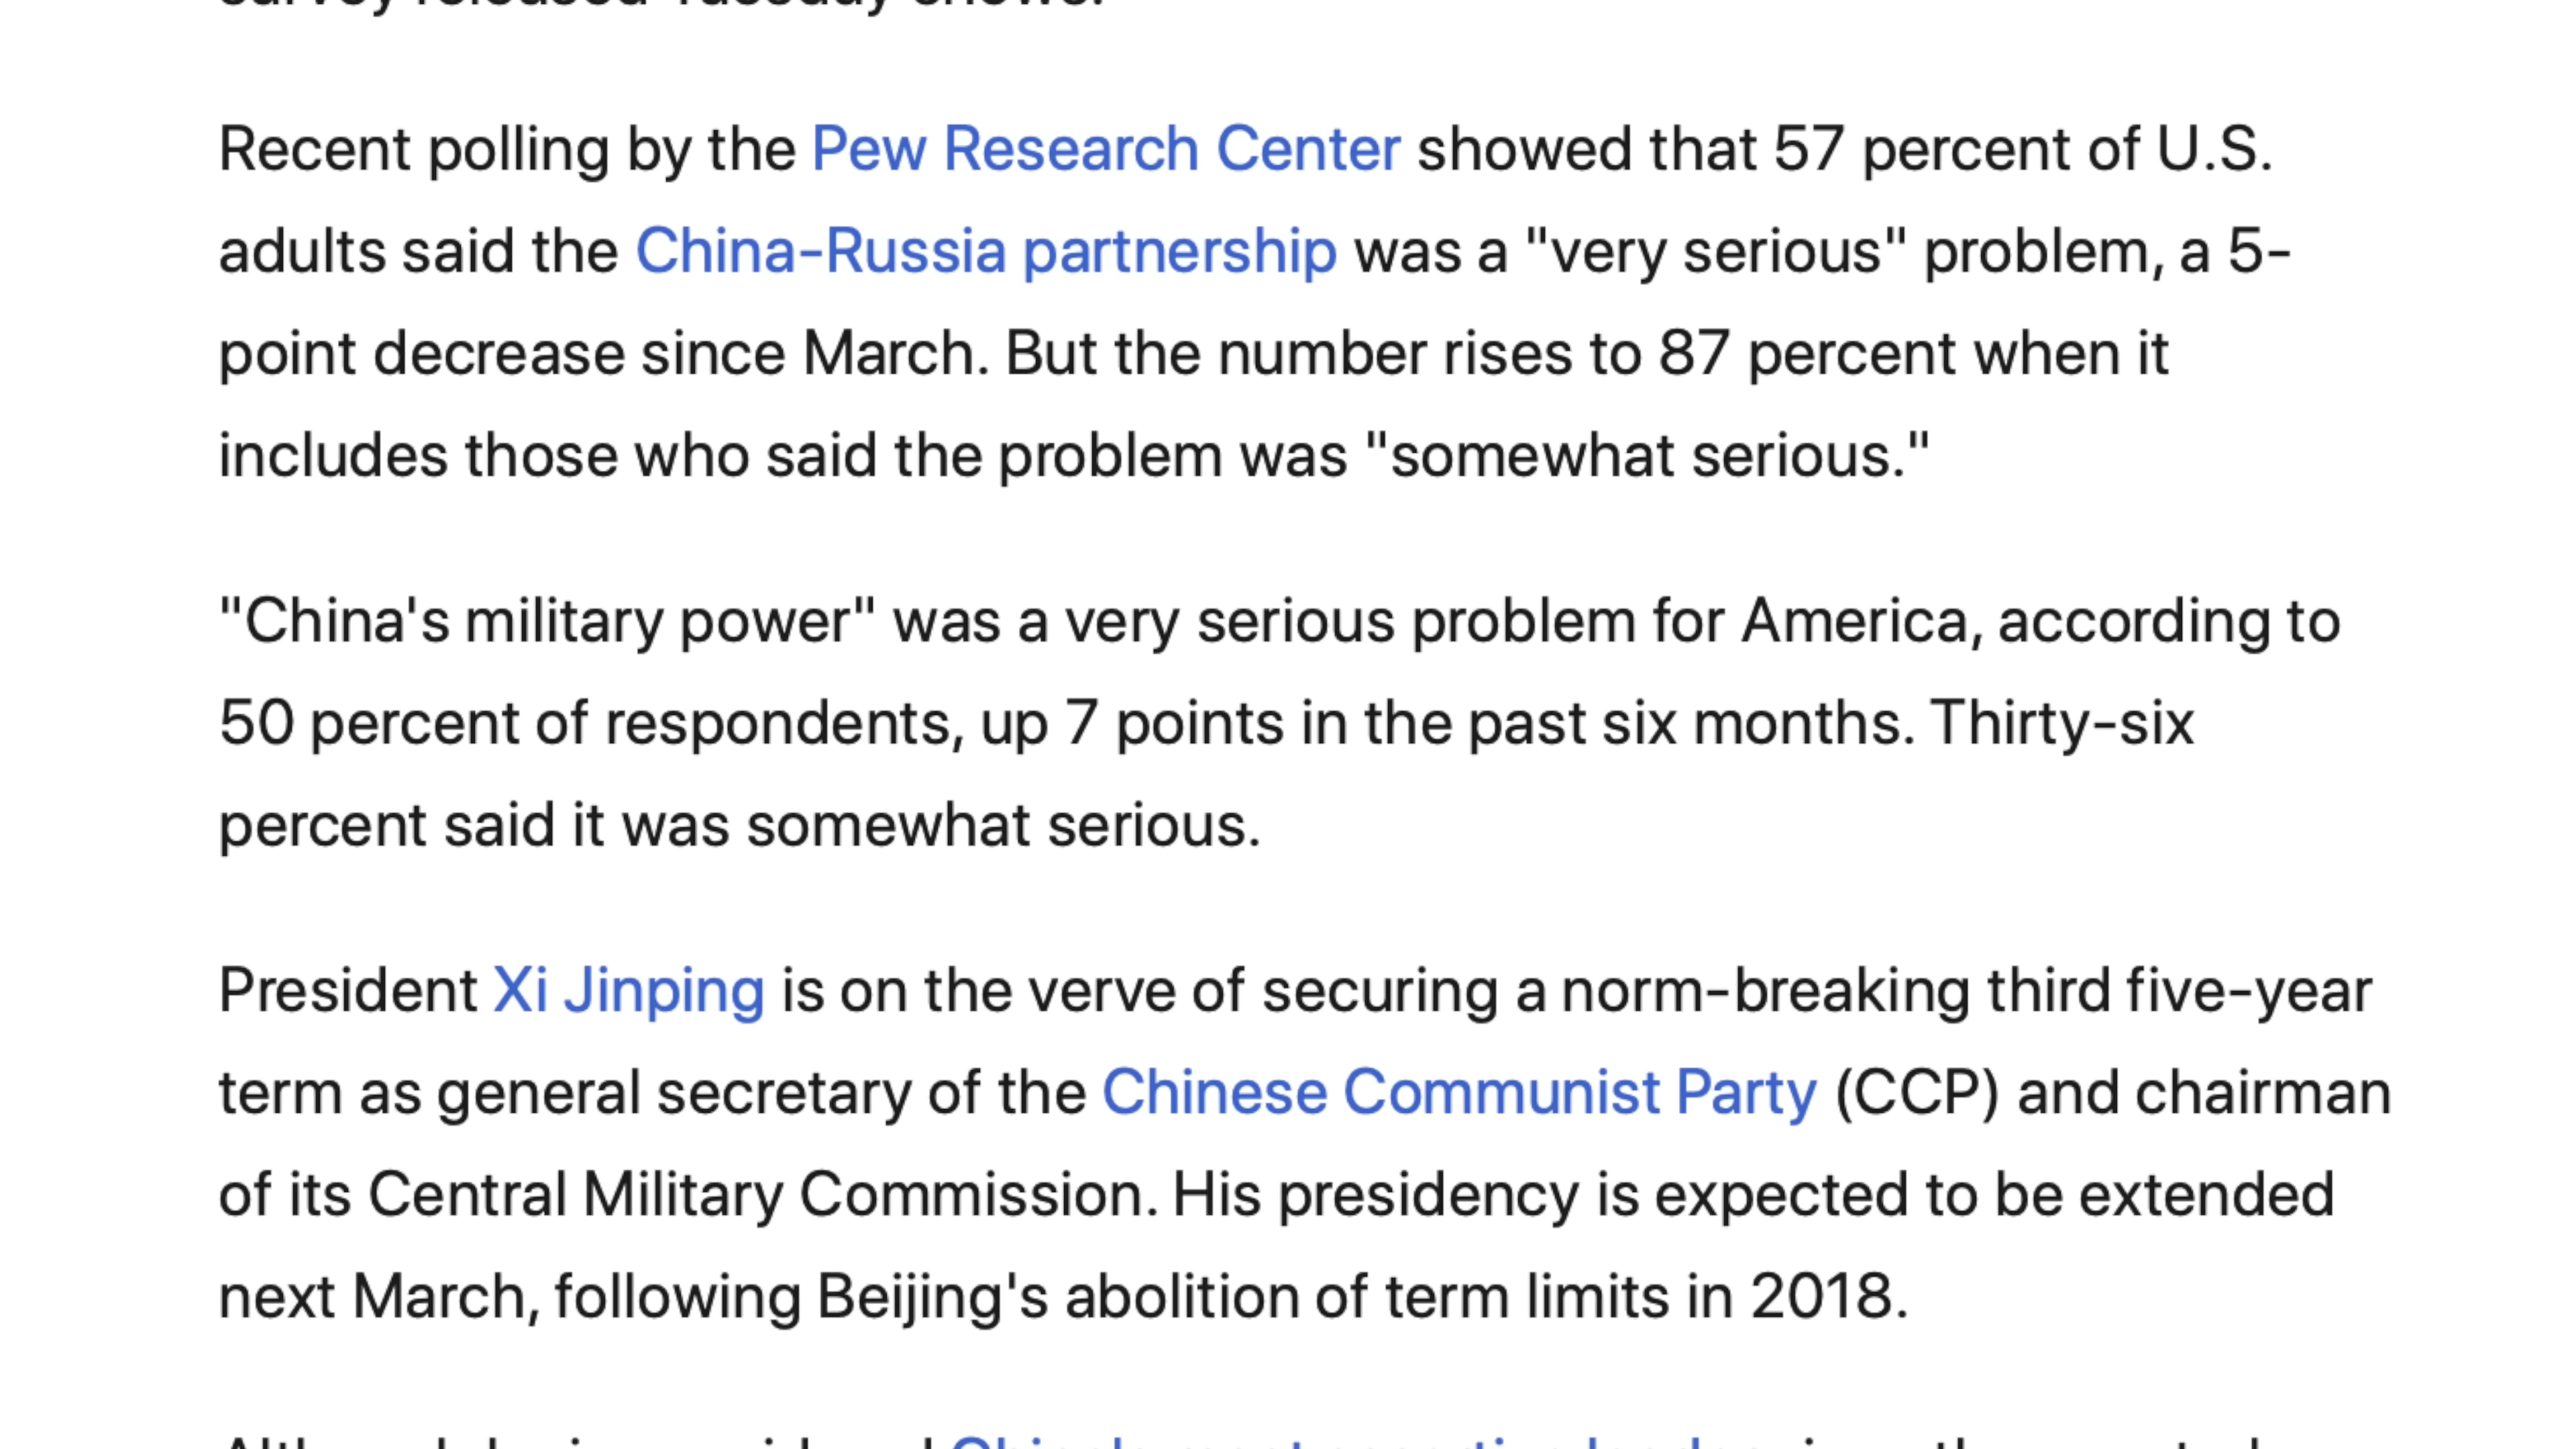 survey released Tuesday shows.
Recent polling by the Pew Research Center showed that 57 percent of U.S.
adults said the China-Russia partnership was a "very serious" problem, a 5-
point decrease since March. But the number rises to 87 percent when it
includes those who said the problem was "somewhat serious."
"China's military power" was a very serious problem for America, according to
50 percent of respondents, up 7 points in the past six months. Thirty-six
percent said it was somewhat serious.
President Xi Jinping is on the verve of securing a norm-breaking third five-year
term as general secretary of the Chinese Communist Party (CCP) and chairman
of its Central Military Commission. His presidency is expected to be extended
next March, following Beijing's abolition of term limits in 2018.